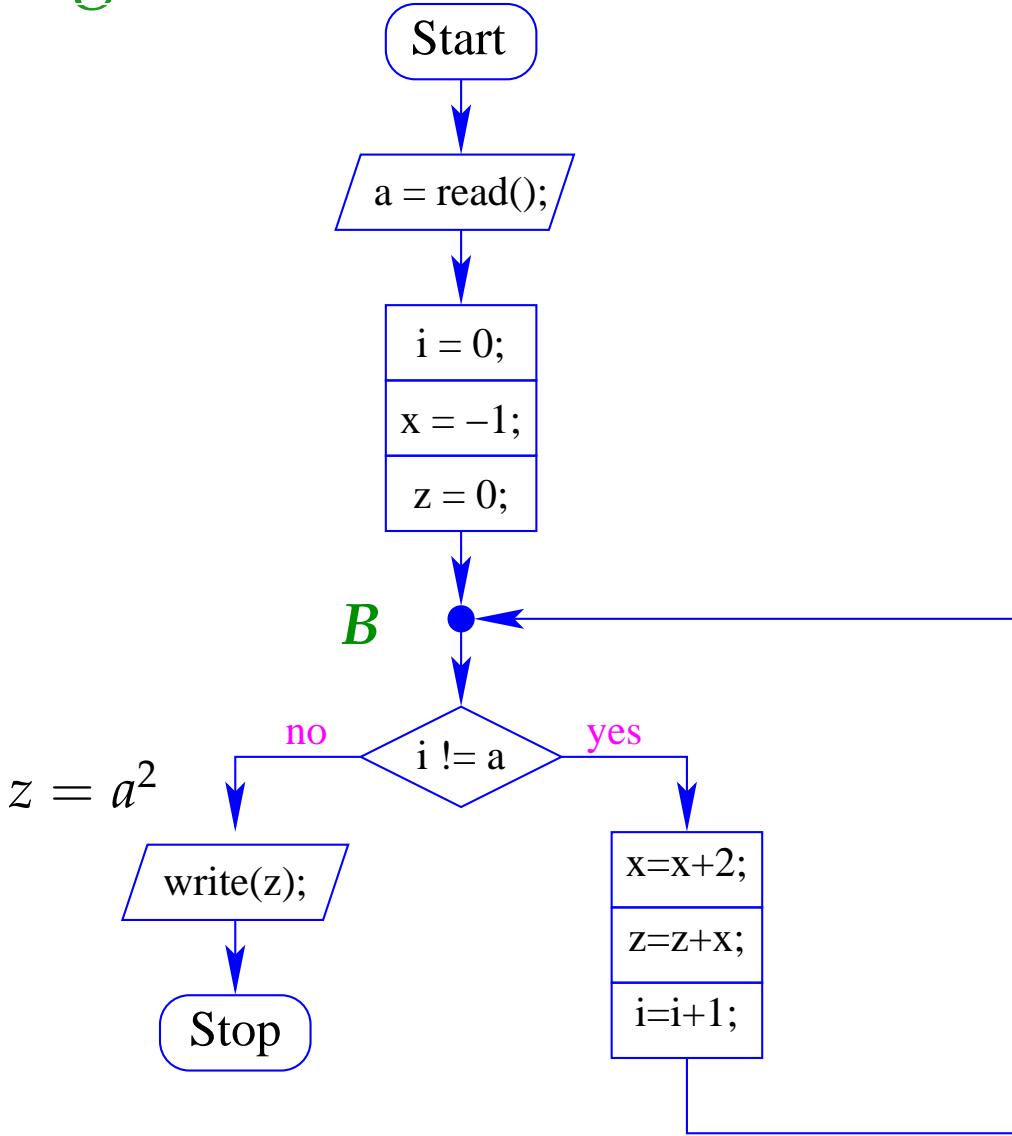 Start
a = read();
i = 0;
x = −1;
z = 0;
B
no
i != a
yes
z = a²
write(z);
x=x+2;
z=z+x;
i=i+1;
Stop